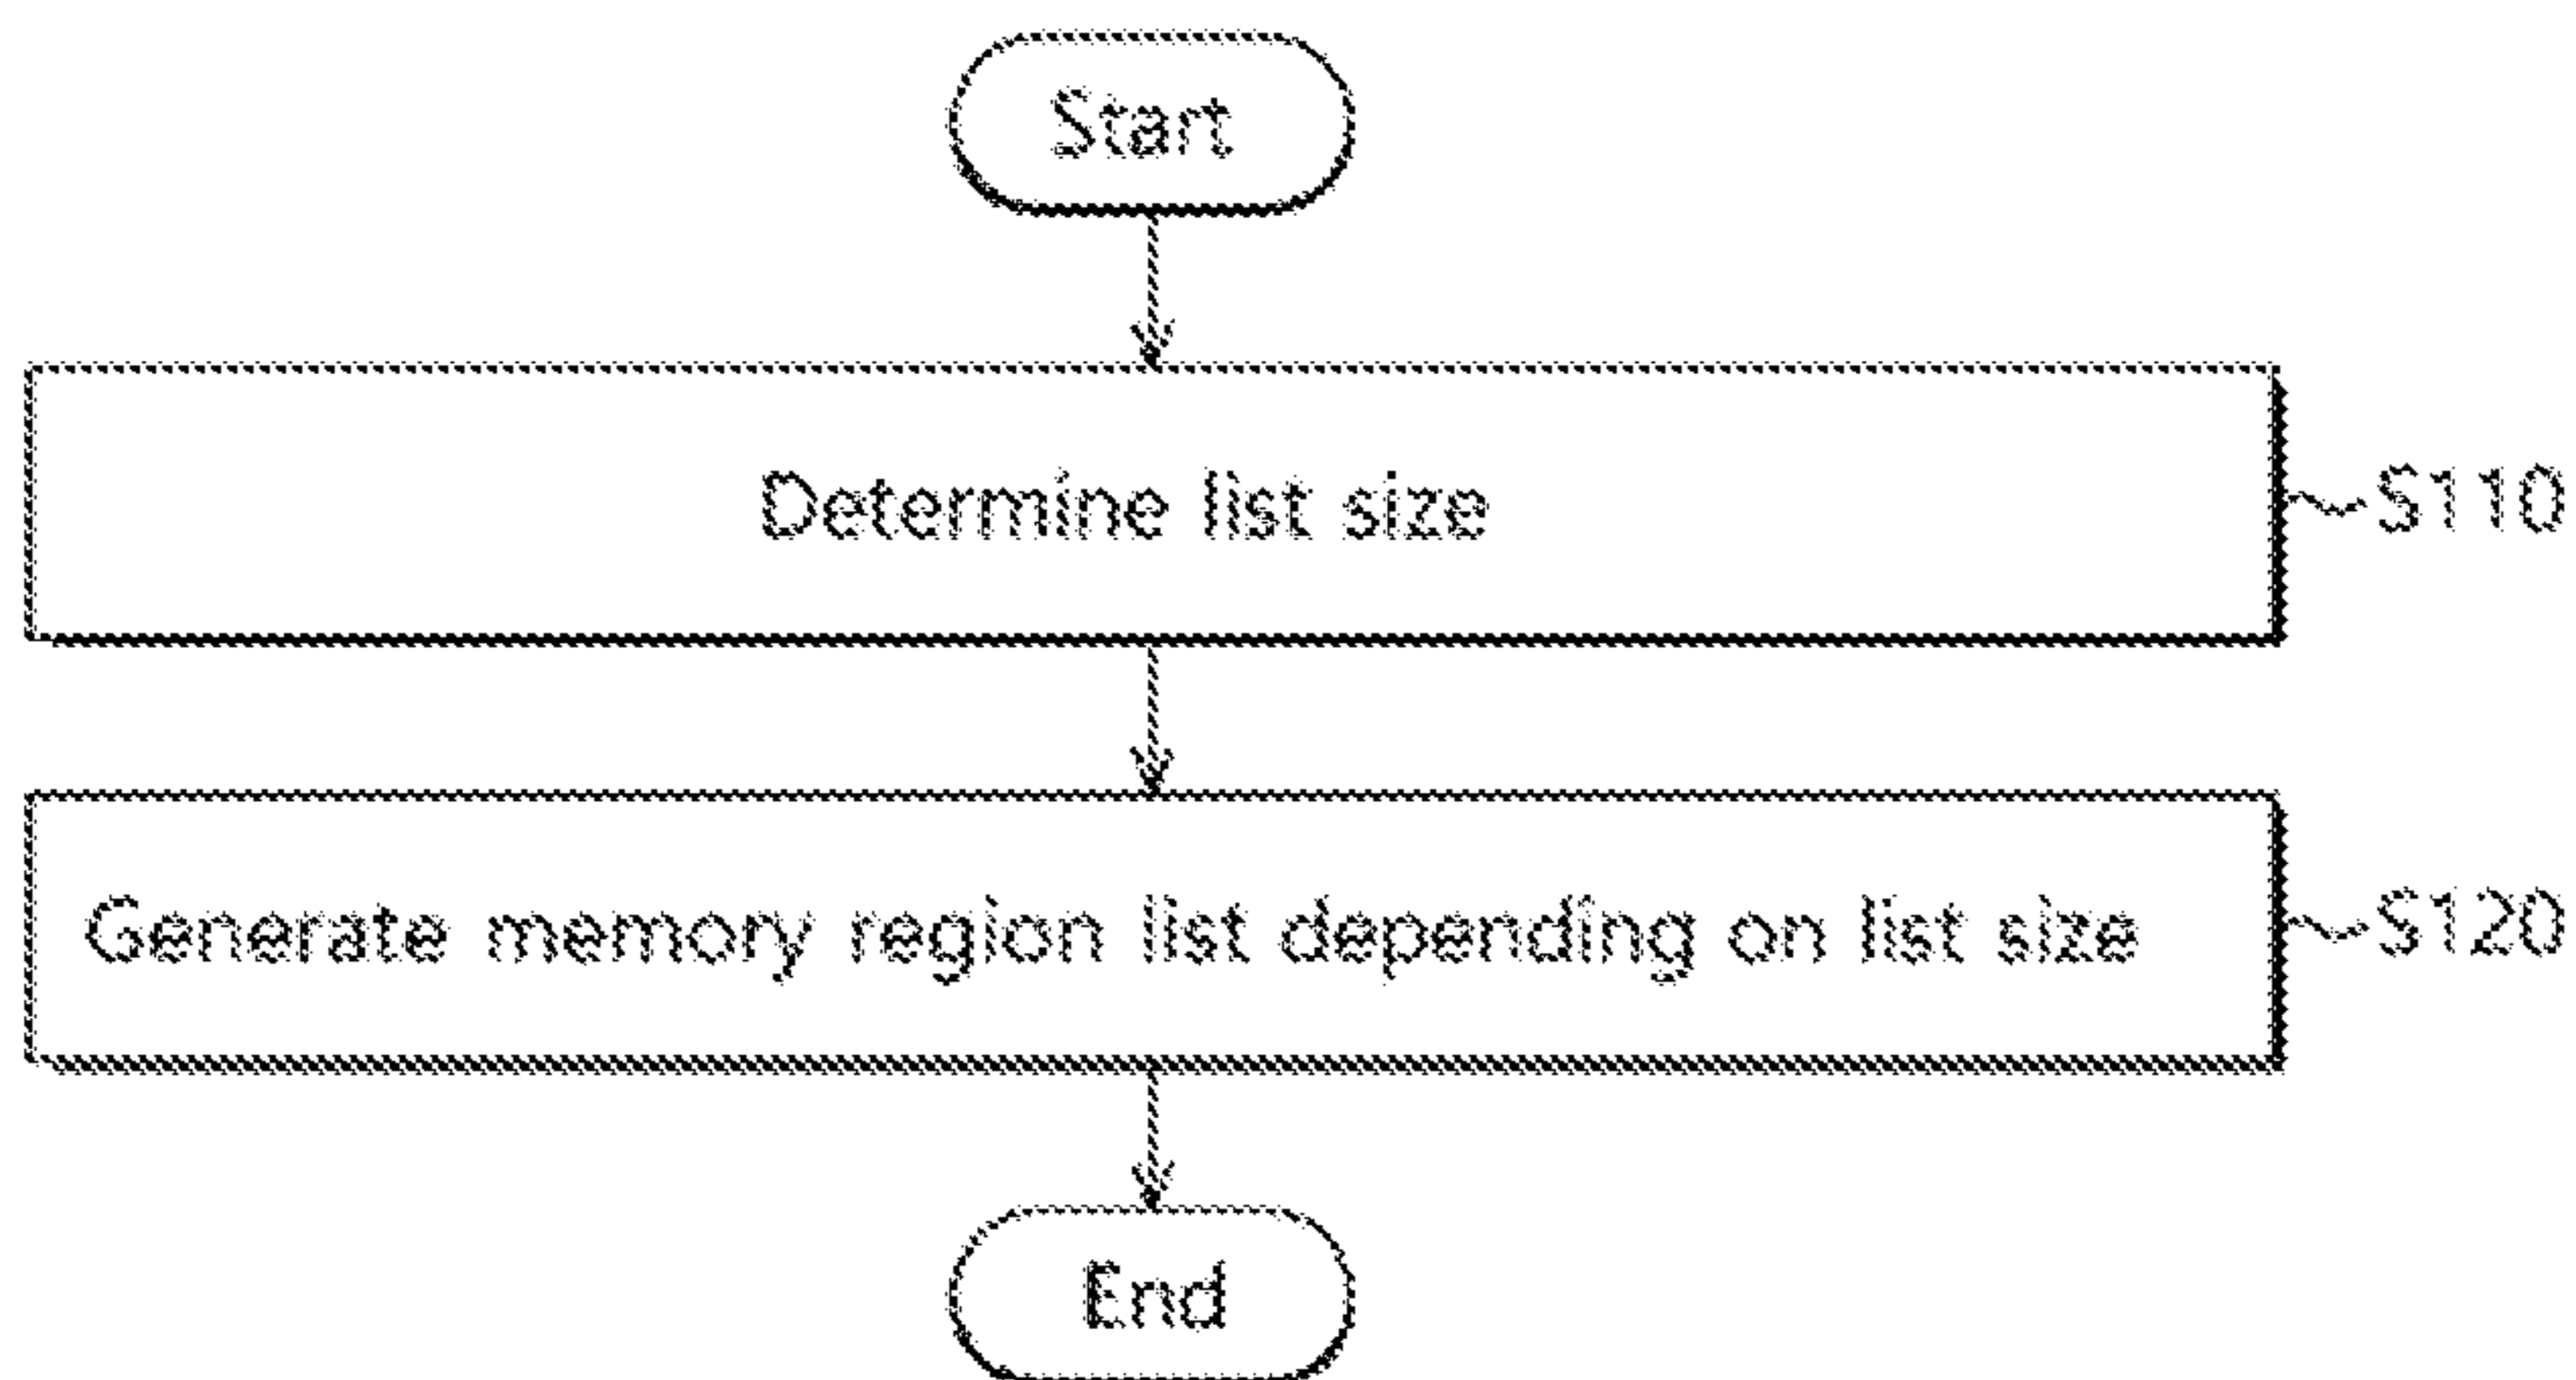 Start
Determine list size
S110
Generate memory region list depending on list size
S120
End